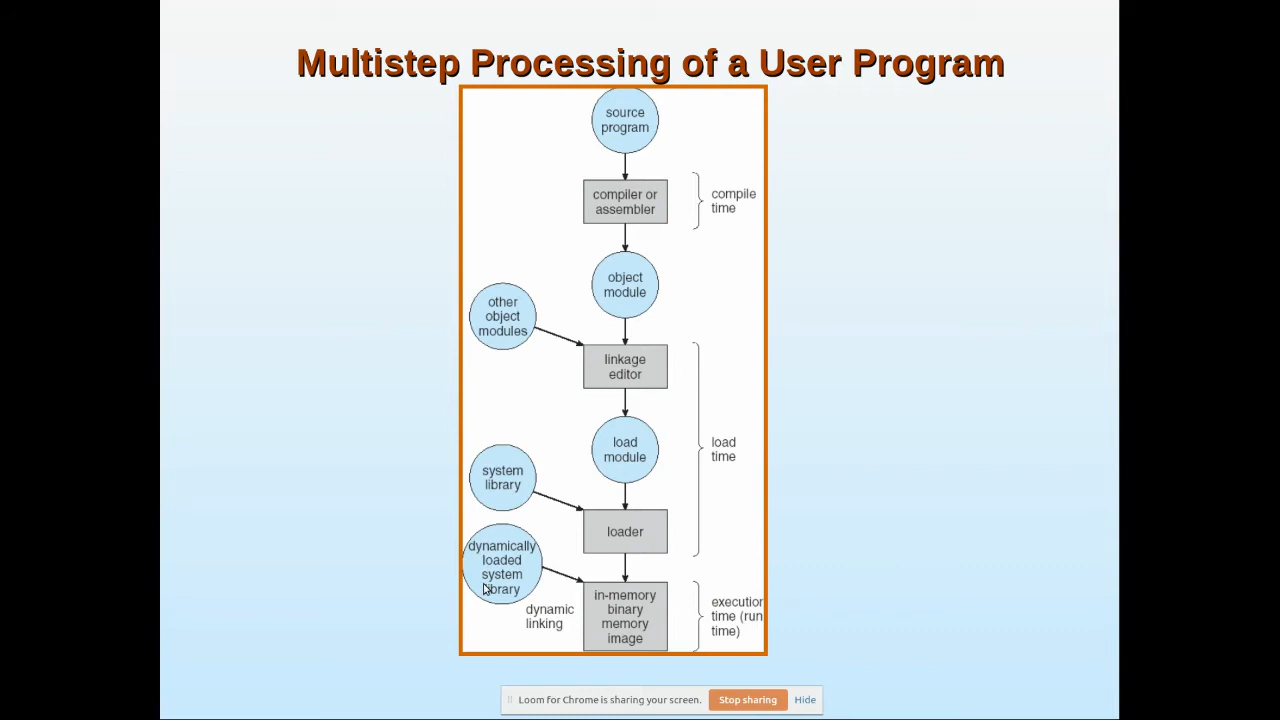 Multistep Processing of a User Program
source
program
compiler or
assembler
compile
time
object
module
other
object
modules
linkage
editor
load
module
load
time
system
library
loader
dynamically
loaded
system
library
dynamic
linking
in-memory
binary
memory
image
execution
time (run
time)
Loom for Chrome is sharing your screen.
Stop sharing
Hide